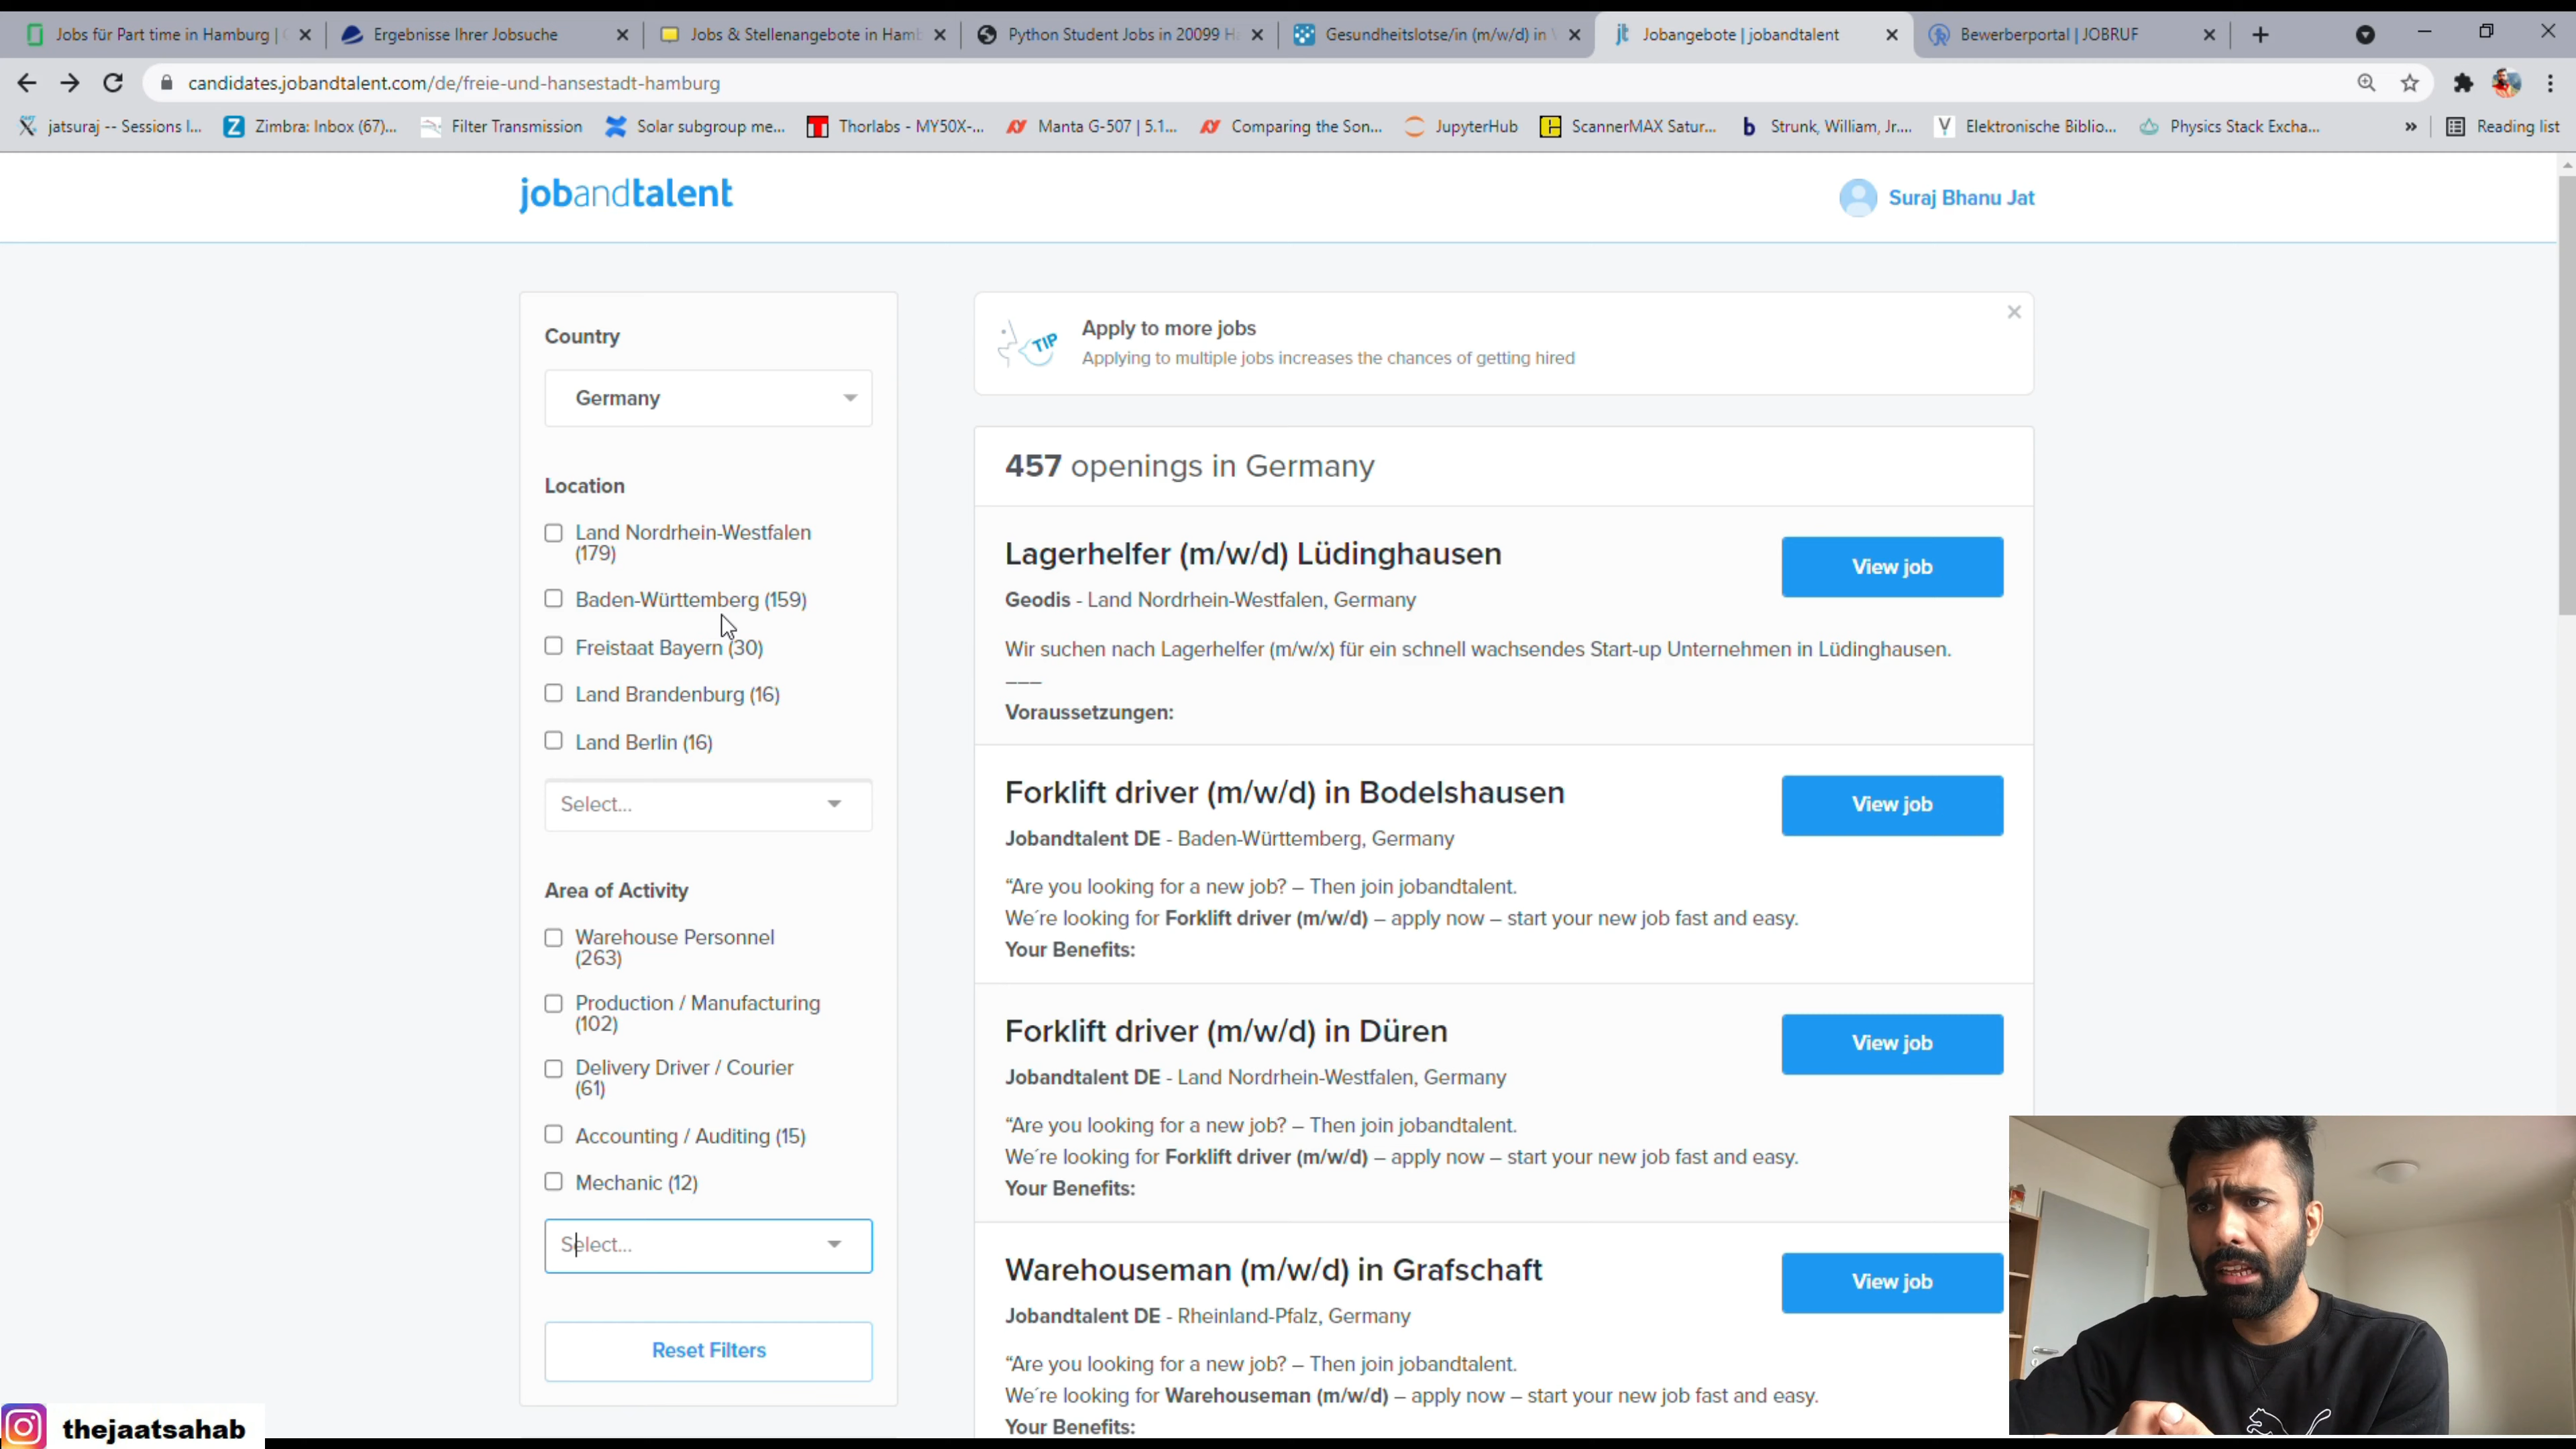 Jobs für Part time in Hamburg |
Ergebnisse Ihrer Jobsuche
Jobs & Stellenangebote in Hamb
Python Student Jobs in 20099 Ha
Gesundheitslotse/in (m/w/d) in
jt Jobangebote | jobandtalent
Bewerberportal | JOBRUF
candidates.jobandtalent.com/de/freie-und-hansestadt-hamburg
jatsuraj -- Sessions I...
Zimbra: Inbox (67)...
Filter Transmission
Solar subgroup me...
Thorlabs - MY50X-...
Manta G-507 | 5.1...
Comparing the Son...
JupyterHub
ScannerMAX Satur...
Strunk, William, Jr....
Elektronische Biblio...
Physics Stack Excha...
» Reading list
jobandtalent
Suraj Bhanu Jat
Country
Germany
Location
Land Nordrhein-Westfalen
(179)
Baden-Württemberg (159)
Freistaat Bayern (30)
Land Brandenburg (16)
Land Berlin (16)
Select...
Area of Activity
Warehouse Personnel
(263)
Production / Manufacturing
(102)
Delivery Driver / Courier
(61)
Accounting / Auditing (15)
Mechanic (12)
Select...
Reset Filters
TIP
Apply to more jobs
Applying to multiple jobs increases the chances of getting hired
457 openings in Germany
Lagerhelfer (m/w/d) Lüdinghausen
View job
Geodis - Land Nordrhein-Westfalen, Germany
Wir suchen nach Lagerhelfer (m/w/x) für ein schnell wachsendes Start-up Unternehmen in Lüdinghausen.
–––
Voraussetzungen:
Forklift driver (m/w/d) in Bodelshausen
View job
Jobandtalent DE - Baden-Württemberg, Germany
“Are you looking for a new job? – Then join jobandtalent.
We´re looking for Forklift driver (m/w/d) – apply now – start your new job fast and easy.
Your Benefits:
Forklift driver (m/w/d) in Düren
View job
Jobandtalent DE - Land Nordrhein-Westfalen, Germany
“Are you looking for a new job? – Then join jobandtalent.
We´re looking for Forklift driver (m/w/d) – apply now – start your new job fast and easy.
Your Benefits:
Warehouseman (m/w/d) in Grafschaft
View job
Jobandtalent DE - Rheinland-Pfalz, Germany
“Are you looking for a new job? – Then join jobandtalent.
We´re looking for Warehouseman (m/w/d) – apply now – start your new job fast and easy.
Your Benefits:
thejaatsahab